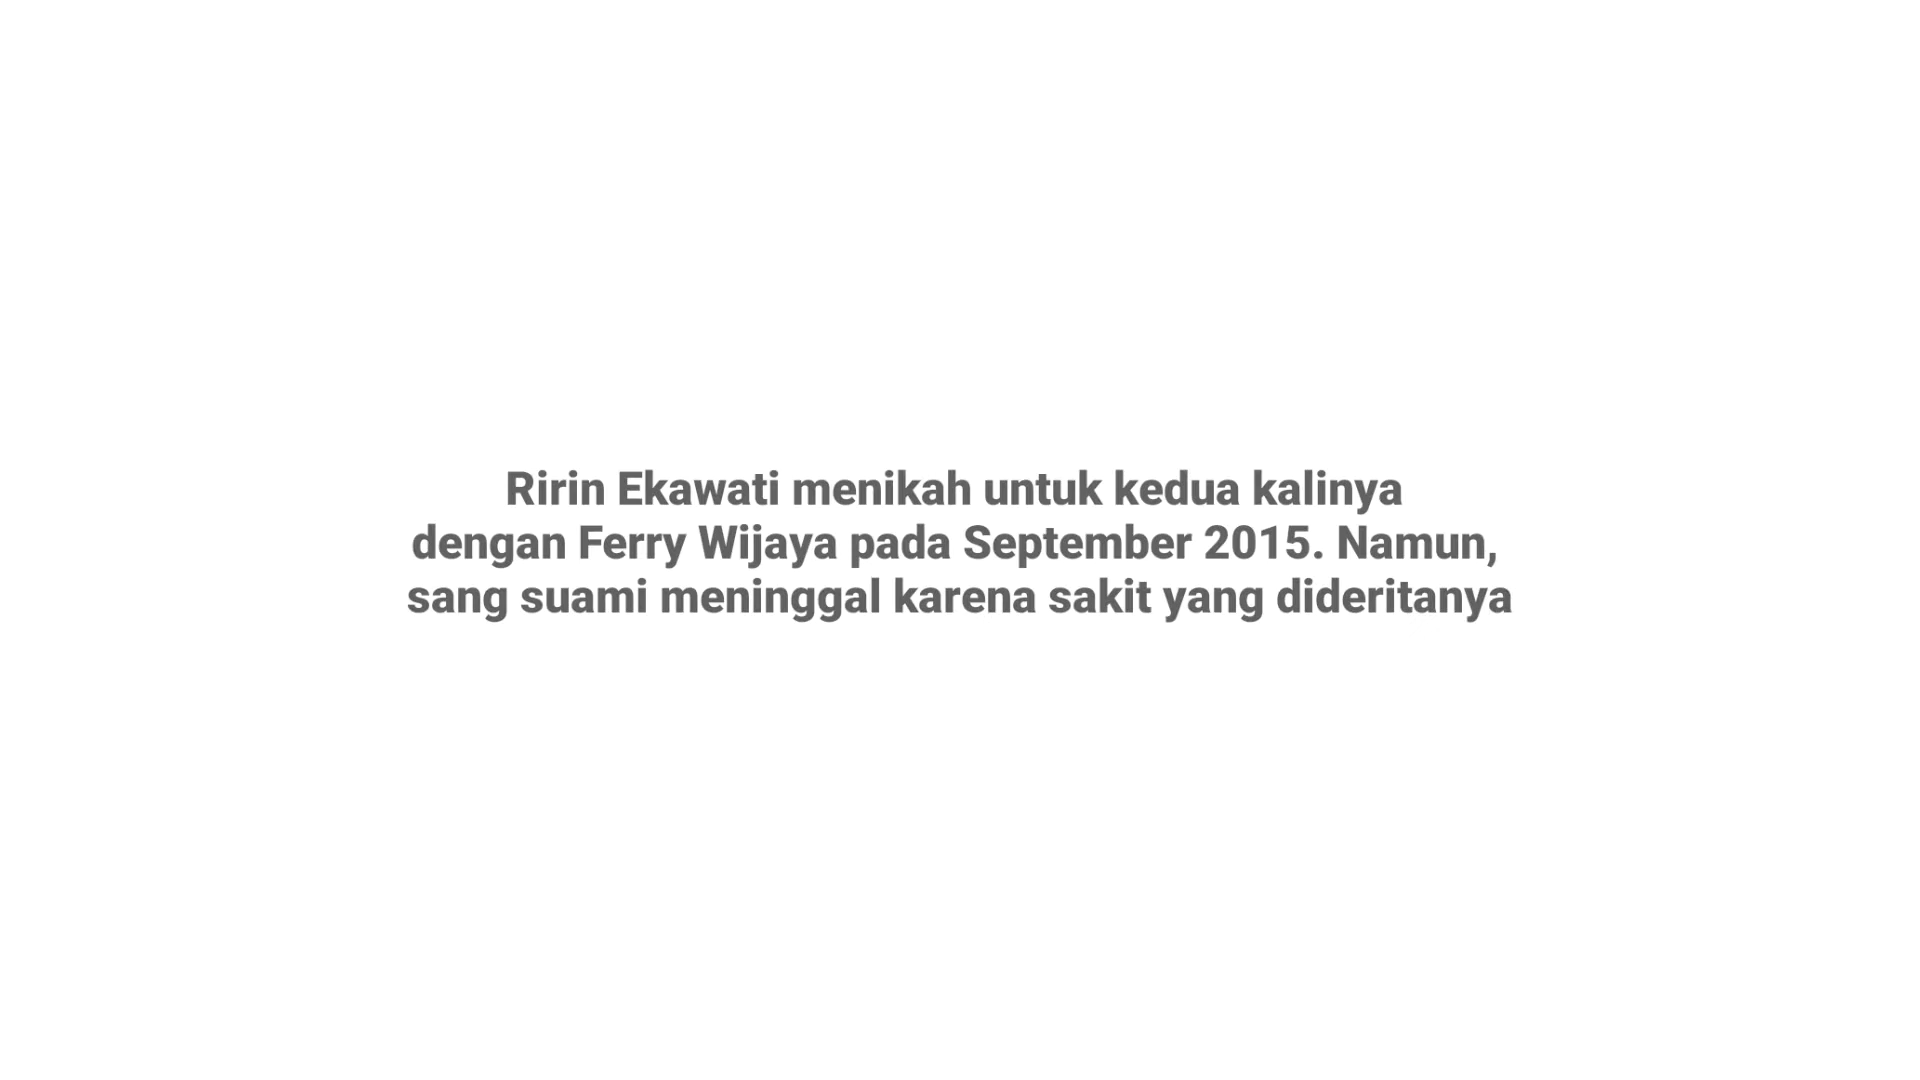 Ririn Ekawati menikah untuk kedua kalinya
dengan Ferry Wijaya pada September 2015. Namun,
sang suami meninggal karena sakit yang dideritanya